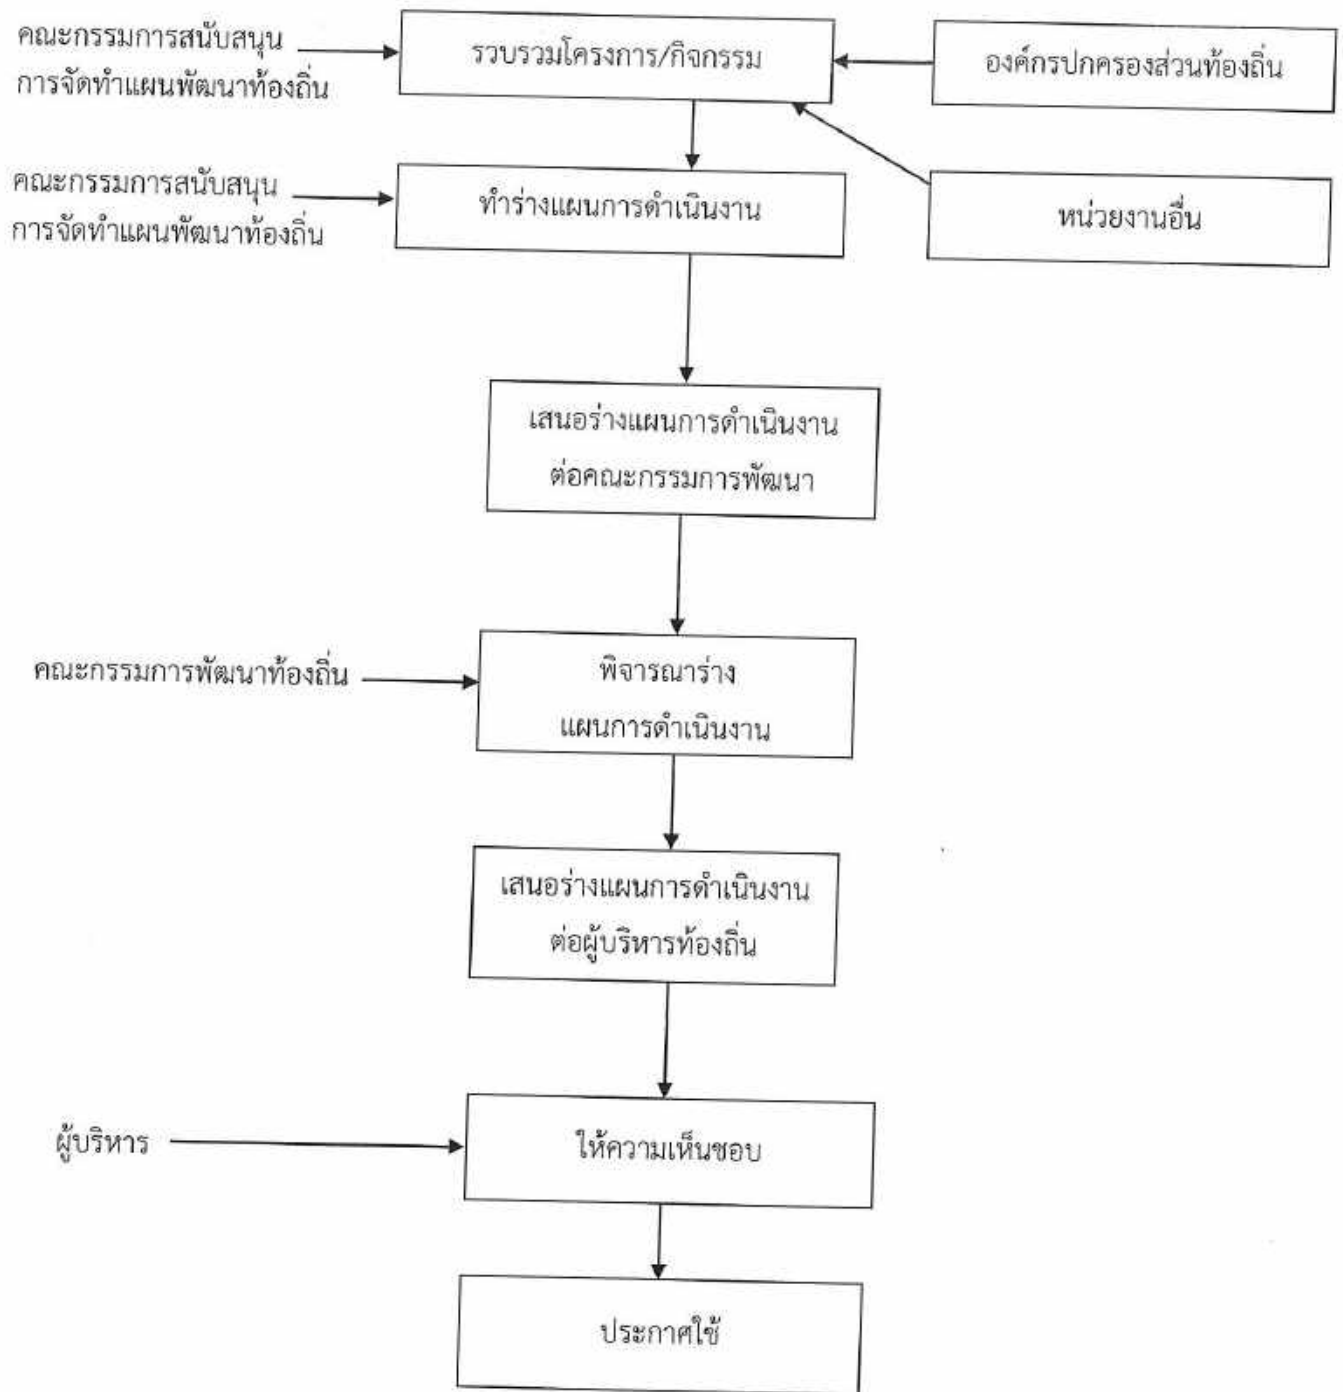 คณะกรรมการสนับสนุน
การจัดทำแผนพัฒนาท้องถิ่น
รวบรวมโครงการ/กิจกรรม
องค์กรปกครองส่วนท้องถิ่น
คณะกรรมการสนับสนุน
การจัดทำแผนพัฒนาท้องถิ่น
ทำร่างแผนการดำเนินงาน
หน่วยงานอื่น
เสนอร่างแผนการดำเนินงาน
ต่อคณะกรรมการพัฒนา
คณะกรรมการพัฒนาท้องถิ่น
พิจารณาร่าง
แผนการดำเนินงาน
เสนอร่างแผนการดำเนินงาน
ต่อผู้บริหารท้องถิ่น
ผู้บริหาร
ให้ความเห็นชอบ
ประกาศใช้